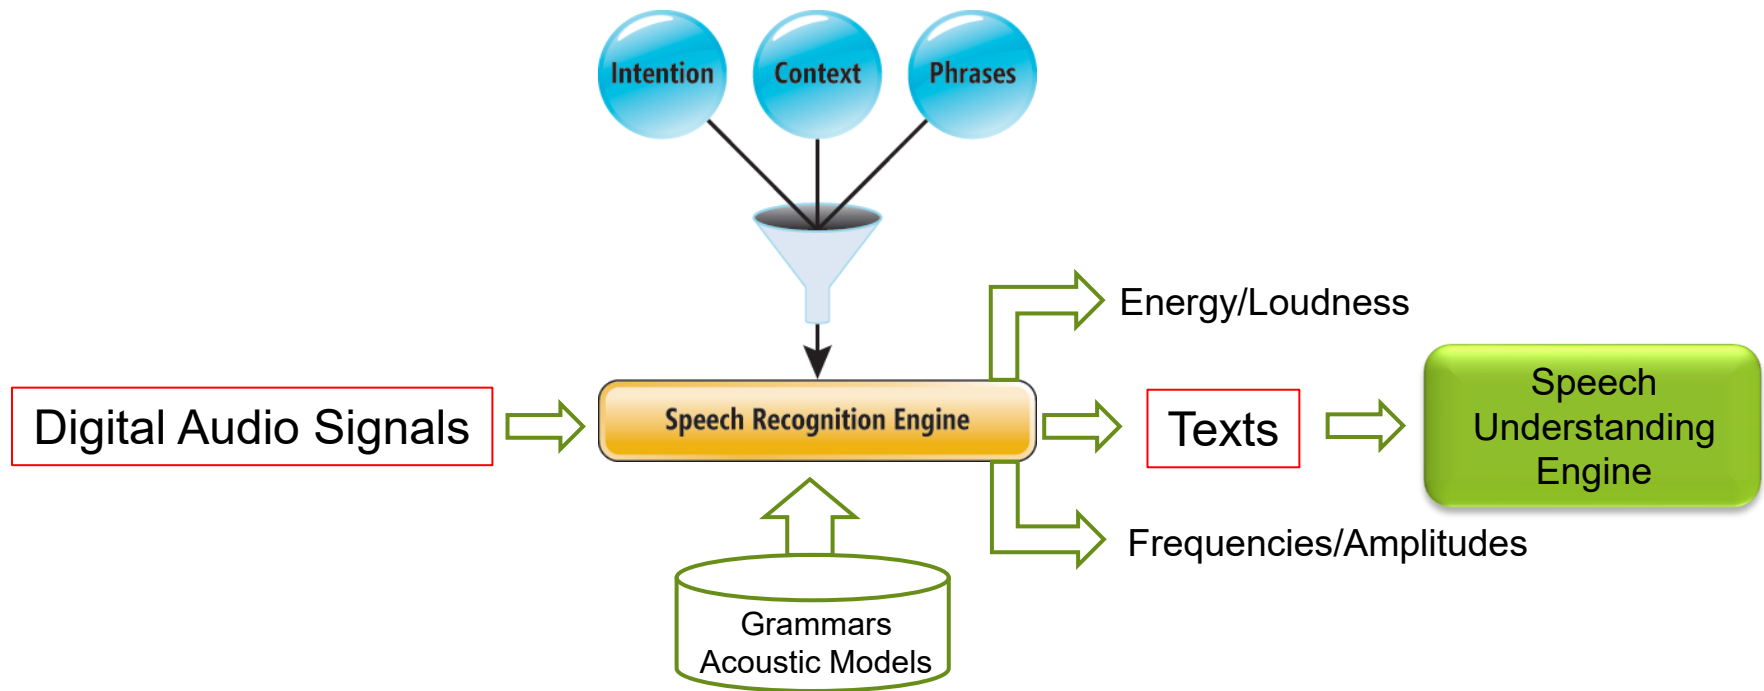 Intention
Context
Phrases
Energy/Loudness
Digital Audio Signals
Speech Recognition Engine
Texts
Speech
Understanding
Engine
Frequencies/Amplitudes
Grammars
Acoustic Models